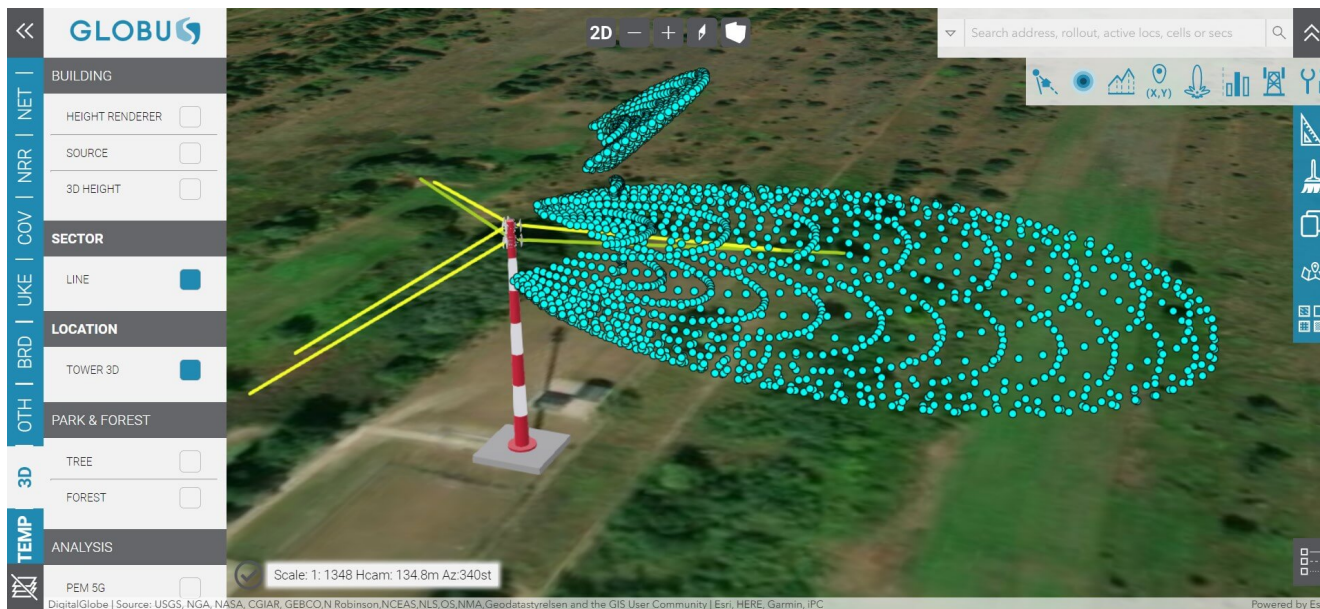 GLOBUS
2D
Search address, rollout, active locs, cells or secs
(X,Y)
NET
NRR
COV
UKE
BRD
OTH
3D
TEMP
BUILDING
HEIGHT RENDERER
SOURCE
3D HEIGHT
SECTOR
LINE
LOCATION
TOWER 3D
PARK & FOREST
TREE
FOREST
ANALYSIS
PEM 5G
Scale: 1: 1348 Hcam: 134.8m Az:340st
DigitalGlobe | Source: USGS, NGA, NASA, CGIAR, GEBCO,N Robinson,NCEAS,NLS,OS,NMA,Geodatastyrelsen and the GIS User Community | Esri, HERE, Garmin, iPC
Powered by Es